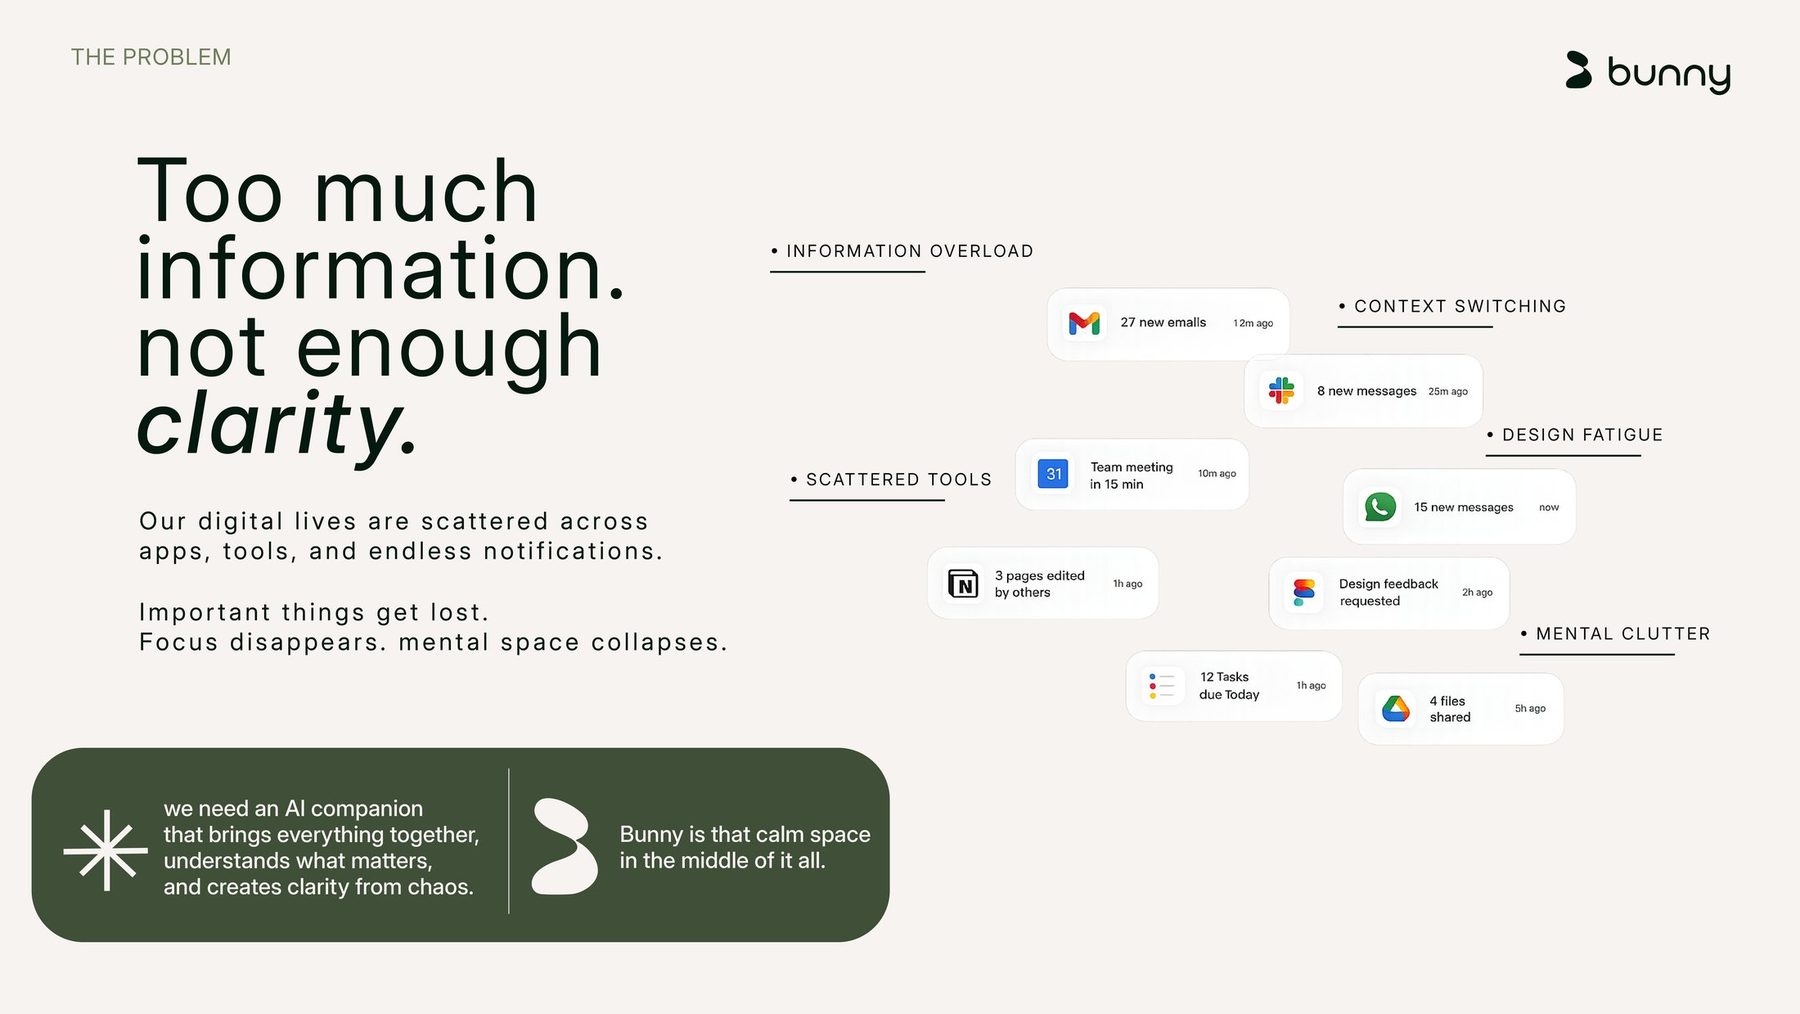 THE PROBLEM
bunny
Too much
information.
not enough
clarity.
Our digital lives are scattered across
apps, tools, and endless notifications.
Important things get lost.
Focus disappears. mental space collapses.
• INFORMATION OVERLOAD
27 new emails 12m ago
• CONTEXT SWITCHING
8 new messages 25m ago
• DESIGN FATIGUE
• SCATTERED TOOLS
31 Team meeting 10m ago
in 15 min
15 new messages now
3 pages edited 1h ago
by others
Design feedback 2h ago
requested
• MENTAL CLUTTER
12 Tasks 1h ago
due Today
4 files 5h ago
shared
we need an AI companion
that brings everything together,
understands what matters,
and creates clarity from chaos.
Bunny is that calm space
in the middle of it all.